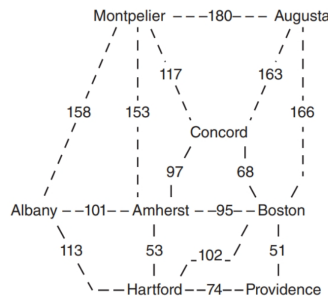 Montpelier 180 Augusta
117 163
158 153 166
Concord
97 68
Albany 101 Amherst 95 Boston
113 53 102 51
Hartford 74 Providence